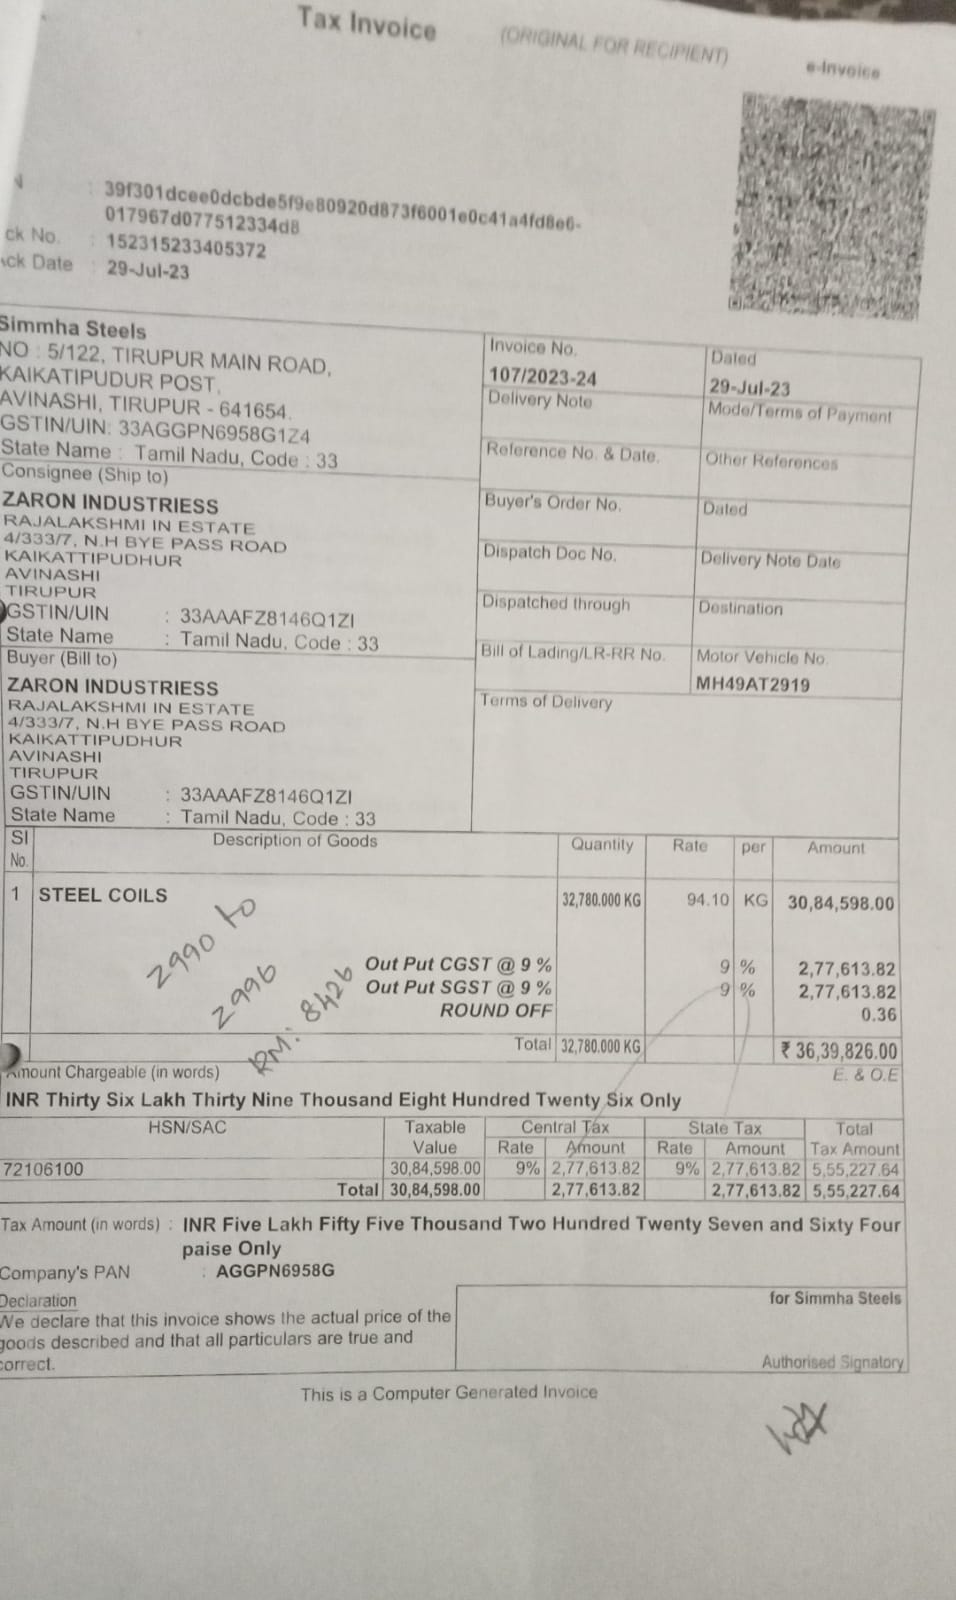 Tax Invoice
(ORIGINAL FOR RECIPIENT)
e-Invoice
: 39f301dcee0dcbde5f9e80920d873f6001e0c41a4fd8e6-
017967d077512334d8
ck No. : 152315233405372
ck Date : 29-Jul-23
Simmha Steels
NO : 5/122, TIRUPUR MAIN ROAD,
KAIKATIPUDUR POST,
AVINASHI, TIRUPUR - 641654.
GSTIN/UIN: 33AGGPN6958G1Z4
State Name : Tamil Nadu, Code : 33
Invoice No. Dated
107/2023-24 29-Jul-23
Delivery Note Mode/Terms of Payment
Reference No. & Date. Other References
Buyer's Order No. Dated
Dispatch Doc No. Delivery Note Date
Dispatched through Destination
Bill of Lading/LR-RR No. Motor Vehicle No.
MH49AT2919
Terms of Delivery
Consignee (Ship to)
ZARON INDUSTRIESS
RAJALAKSHMI IN ESTATE
4/333/7, N.H BYE PASS ROAD
KAIKATTIPUDHUR
AVINASHI
TIRUPUR
GSTIN/UIN : 33AAAFZ8146Q1ZI
State Name : Tamil Nadu, Code : 33
Buyer (Bill to)
ZARON INDUSTRIESS
RAJALAKSHMI IN ESTATE
4/333/7, N.H BYE PASS ROAD
KAIKATTIPUDHUR
AVINASHI
TIRUPUR
GSTIN/UIN : 33AAAFZ8146Q1ZI
State Name : Tamil Nadu, Code : 33
Sl No. Description of Goods Quantity Rate per Amount
1 STEEL COILS 32,780.000 KG 94.10 KG 30,84,598.00
2990 to
2996
RM: 8426
Out Put CGST @ 9 % 9 % 2,77,613.82
Out Put SGST @ 9 % 9 % 2,77,613.82
ROUND OFF 0.36
Total 32,780.000 KG ₹ 36,39,826.00
Amount Chargeable (in words) E. & O.E
INR Thirty Six Lakh Thirty Nine Thousand Eight Hundred Twenty Six Only
HSN/SAC Taxable Value Central Tax State Tax Total Tax Amount
Rate Amount Rate Amount
72106100 30,84,598.00 9% 2,77,613.82 9% 2,77,613.82 5,55,227.64
Total 30,84,598.00 2,77,613.82 2,77,613.82 5,55,227.64
Tax Amount (in words) : INR Five Lakh Fifty Five Thousand Two Hundred Twenty Seven and Sixty Four
paise Only
Company's PAN : AGGPN6958G
Declaration
We declare that this invoice shows the actual price of the
goods described and that all particulars are true and
correct.
for Simmha Steels
Authorised Signatory
This is a Computer Generated Invoice